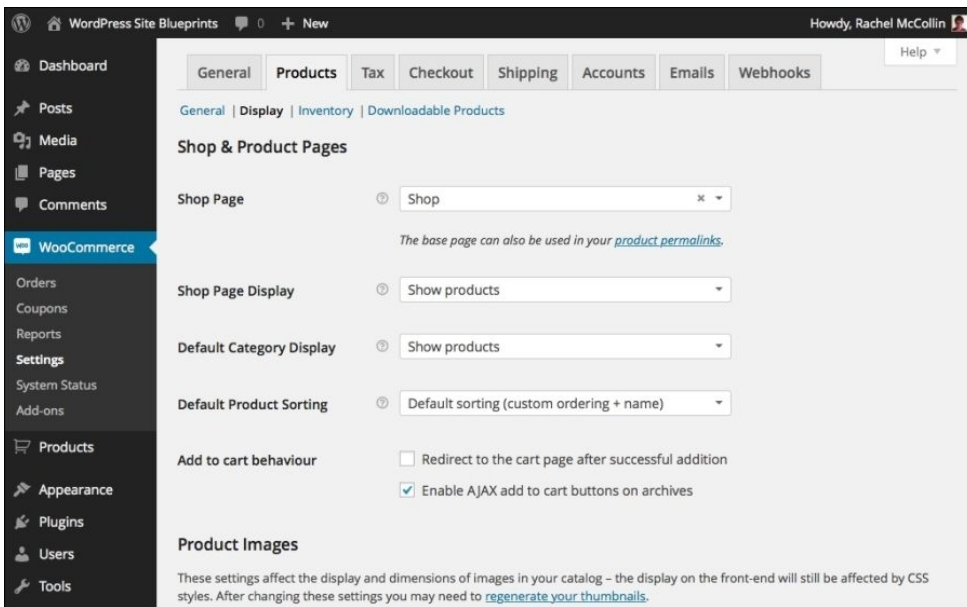 WordPress Site Blueprints 0 + New Howdy, Rachel McCollin
Help
Dashboard
Posts
Media
Pages
Comments
WooCommerce
Orders
Coupons
Reports
Settings
System Status
Add-ons
Products
Appearance
Plugins
Users
Tools
General Products Tax Checkout Shipping Accounts Emails Webhooks
General | Display | Inventory | Downloadable Products
Shop & Product Pages
Shop Page ? Shop × 
The base page can also be used in your product permalinks.
Shop Page Display ? Show products
Default Category Display ? Show products
Default Product Sorting ? Default sorting (custom ordering + name)
Add to cart behaviour Redirect to the cart page after successful addition
Enable AJAX add to cart buttons on archives
Product Images
These settings affect the display and dimensions of images in your catalog – the display on the front-end will still be affected by CSS
styles. After changing these settings you may need to regenerate your thumbnails.